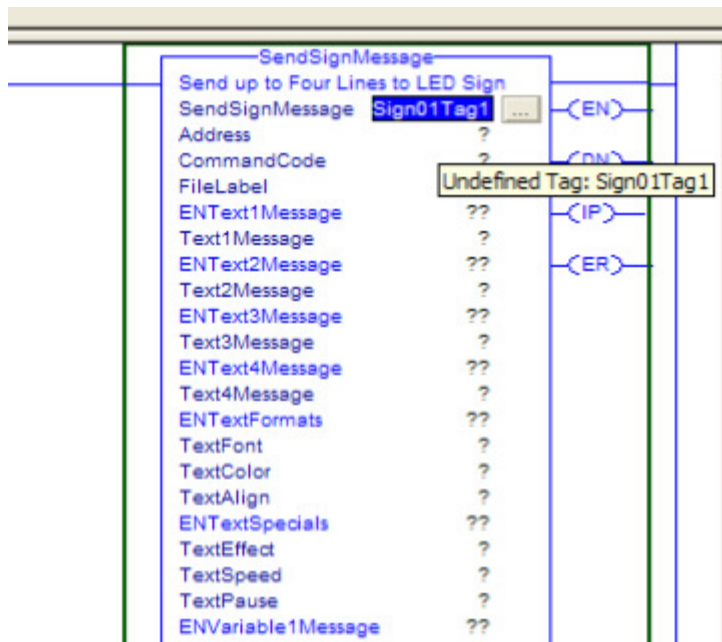 SendSignMessage
Send up to Four Lines to LED Sign
SendSignMessage Sign01Tag1 ... (EN)
Address ?
CommandCode ? (DN)
Undefined Tag: Sign01Tag1
FileLabel
ENText1Message ?? (IP)
Text1Message ?
ENText2Message ?? (ER)
Text2Message ?
ENText3Message ??
Text3Message ?
ENText4Message ??
Text4Message ?
ENTextFormats ??
TextFont ?
TextColor ?
TextAlign ?
ENTextSpecials ??
TextEffect ?
TextSpeed ?
TextPause ?
ENVariable1Message ??